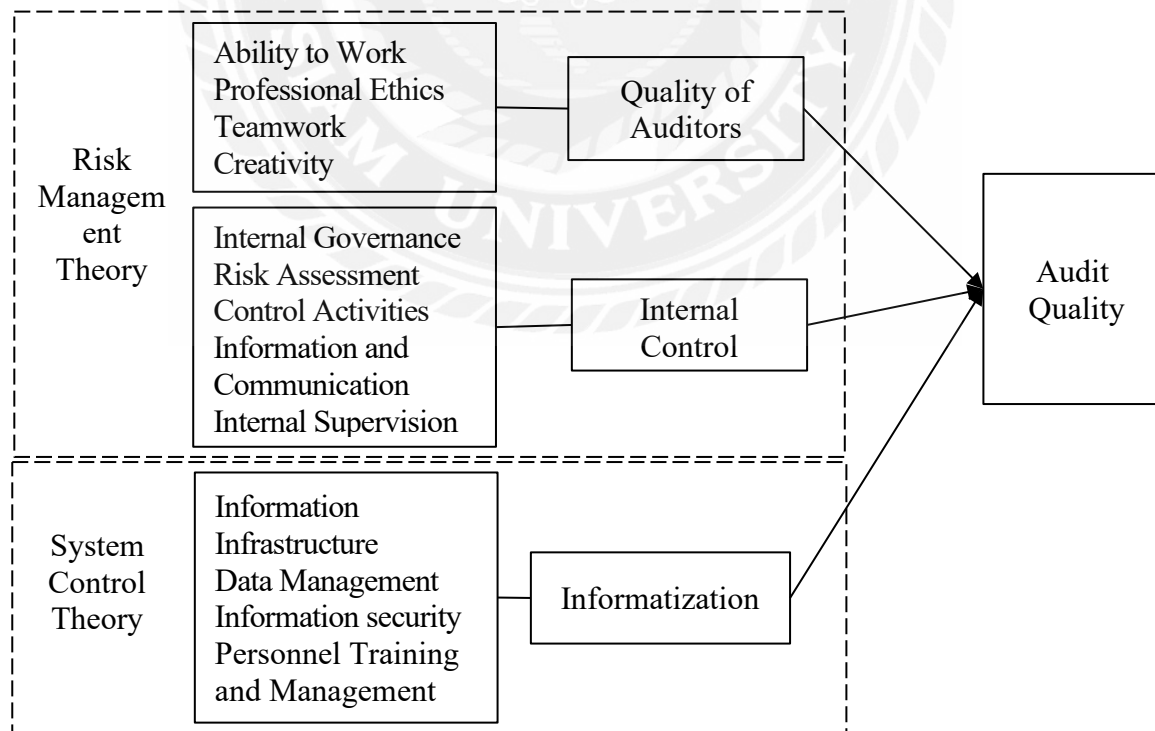 Risk
Managem
ent
Theory
Ability to Work
Professional Ethics
Teamwork
Creativity
Quality of
Auditors
Internal Governance
Risk Assessment
Control Activities
Information and
Communication
Internal Supervision
Internal
Control
Audit
Quality
System
Control
Theory
Information
Infrastructure
Data Management
Information security
Personnel Training
and Management
Informatization
SIAM UNIVERSITY